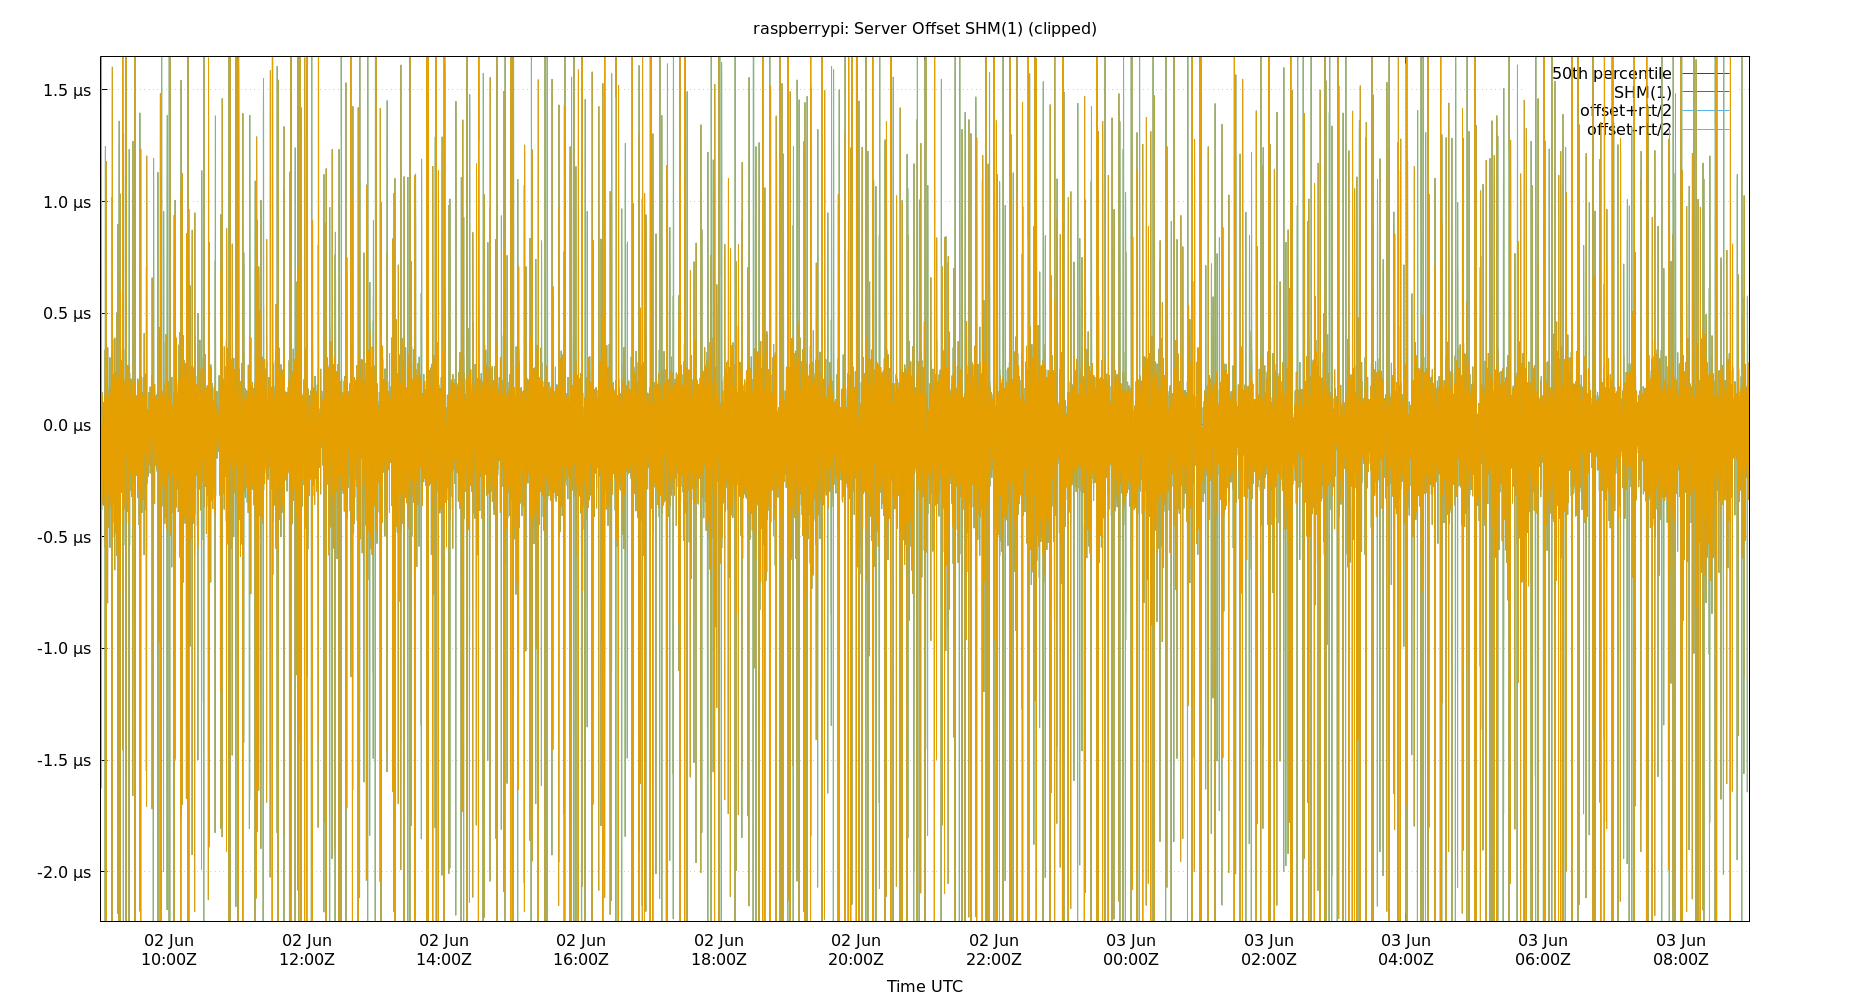 raspberrypi: Server Offset SHM(1) (clipped)
50th percentile
SHM(1)
offset+rtt/2
offset-rtt/2
1.5 µs
1.0 µs
0.5 µs
0.0 µs
-0.5 µs
-1.0 µs
-1.5 µs
-2.0 µs
02 Jun 02 Jun 02 Jun 02 Jun 02 Jun 02 Jun 02 Jun 03 Jun 03 Jun 03 Jun 03 Jun 03 Jun
10:00Z 12:00Z 14:00Z 16:00Z 18:00Z 20:00Z 22:00Z 00:00Z 02:00Z 04:00Z 06:00Z 08:00Z
Time UTC